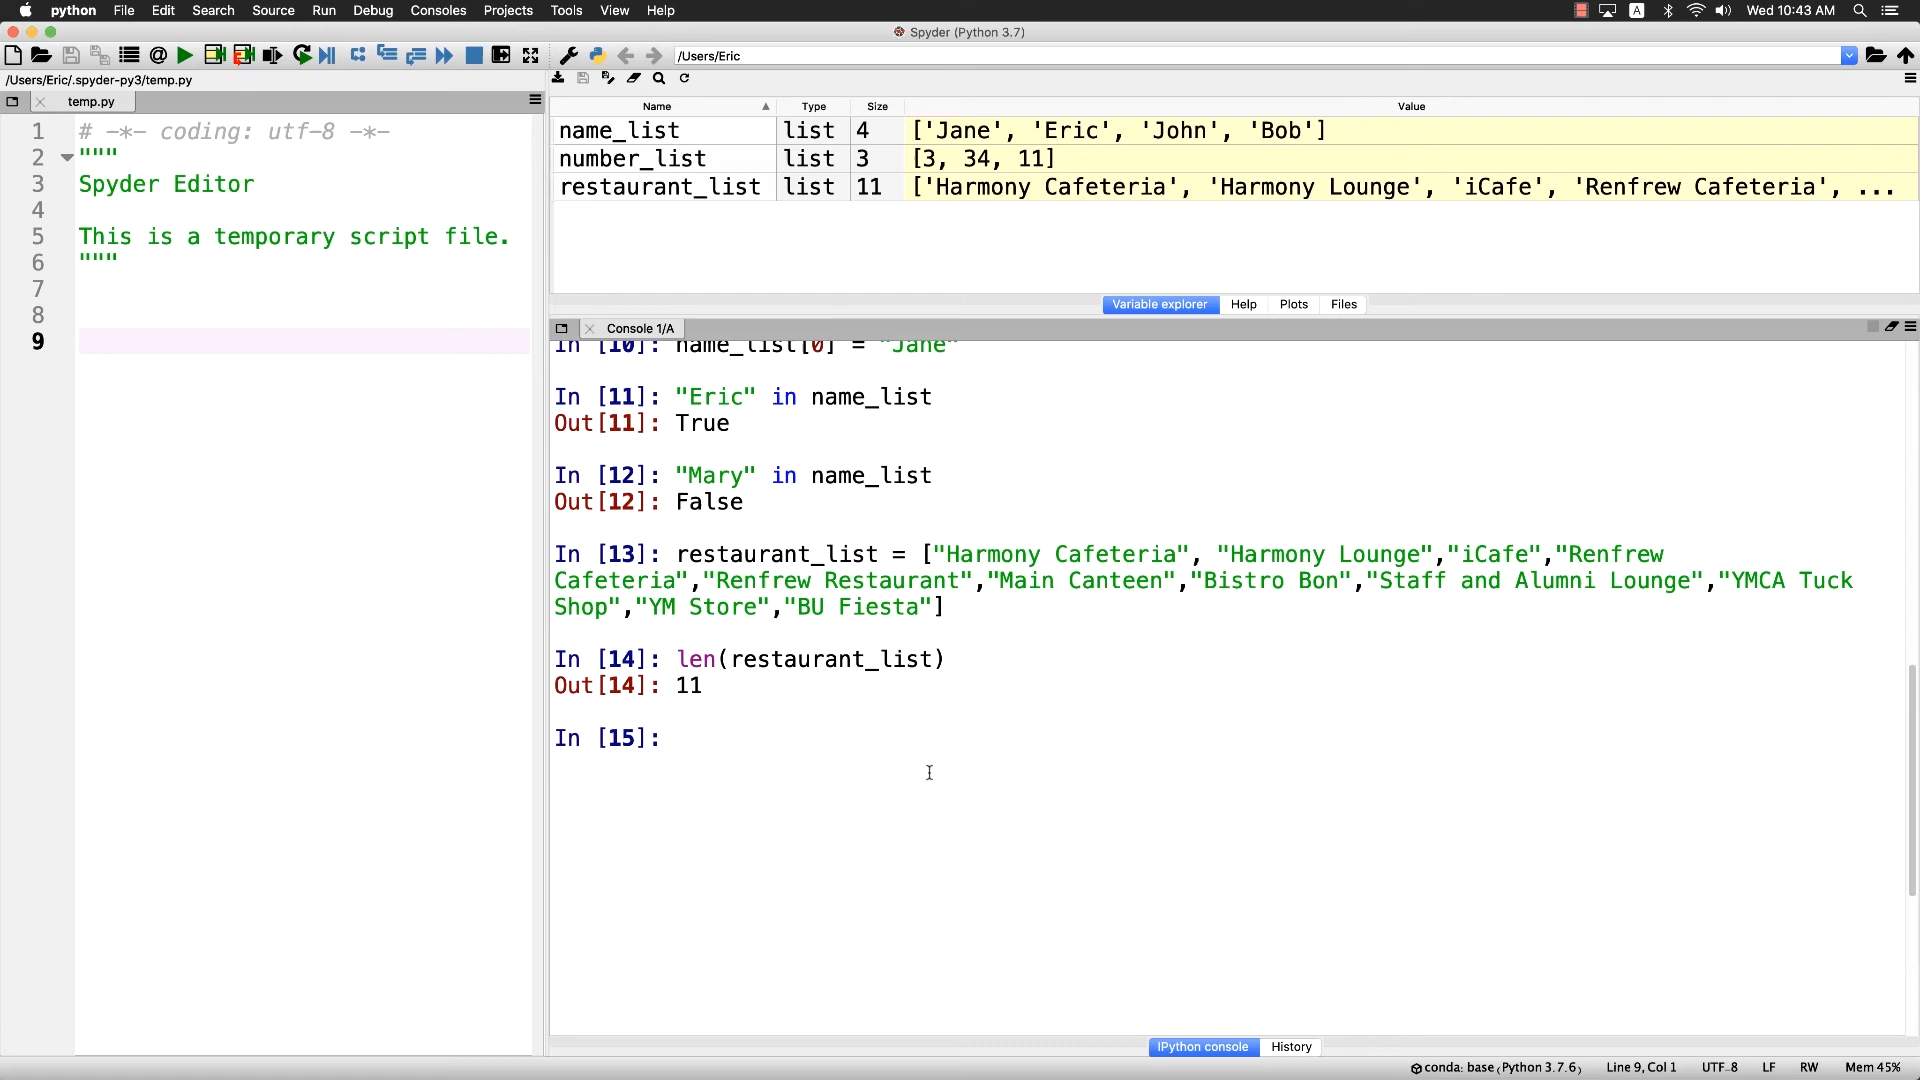 python File Edit Search Source Run Debug Consoles Projects Tools View Help A Wed 10:43 AM
Spyder (Python 3.7)
/Users/Eric
/Users/Eric/.spyder-py3/temp.py
temp.py
1 # -*- coding: utf-8 -*-
2 """
3 Spyder Editor
4
5 This is a temporary script file.
6 """
7
8
9
Name Type Size Value
name_list list 4 ['Jane', 'Eric', 'John', 'Bob']
number_list list 3 [3, 34, 11]
restaurant_list list 11 ['Harmony Cafeteria', 'Harmony Lounge', 'iCafe', 'Renfrew Cafeteria', ...
Variable explorer Help Plots Files
Console 1/A
In [10]: name_list[0] = "Jane"
In [11]: "Eric" in name_list
Out[11]: True
In [12]: "Mary" in name_list
Out[12]: False
In [13]: restaurant_list = ["Harmony Cafeteria", "Harmony Lounge","iCafe","Renfrew
Cafeteria","Renfrew Restaurant","Main Canteen","Bistro Bon","Staff and Alumni Lounge","YMCA Tuck
Shop","YM Store","BU Fiesta"]
In [14]: len(restaurant_list)
Out[14]: 11
In [15]:
IPython console History
conda: base (Python 3.7.6) Line 9, Col 1 UTF-8 LF RW Mem 45%